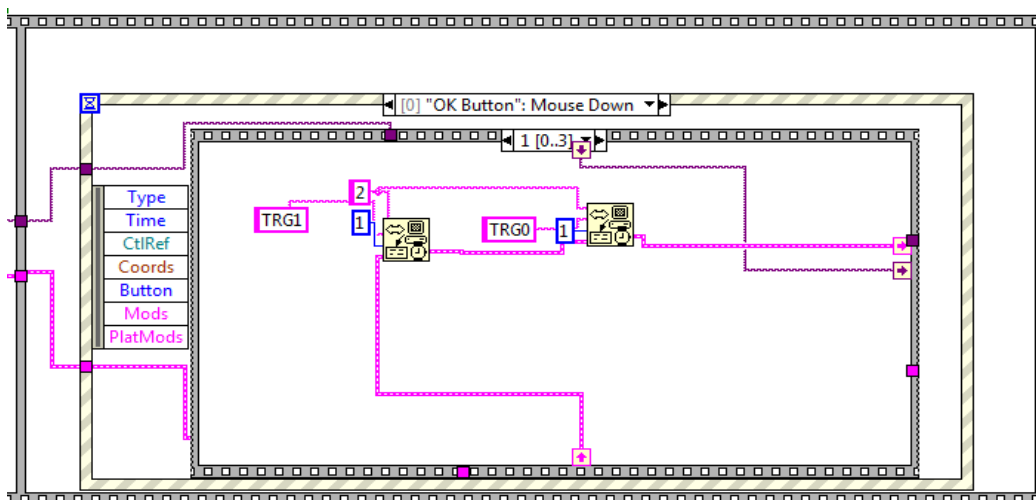 [0] "OK Button": Mouse Down
1 [0..3]
Type
Time
CtlRef
Coords
Button
Mods
PlatMods
2
TRG1
1
TRG0
1